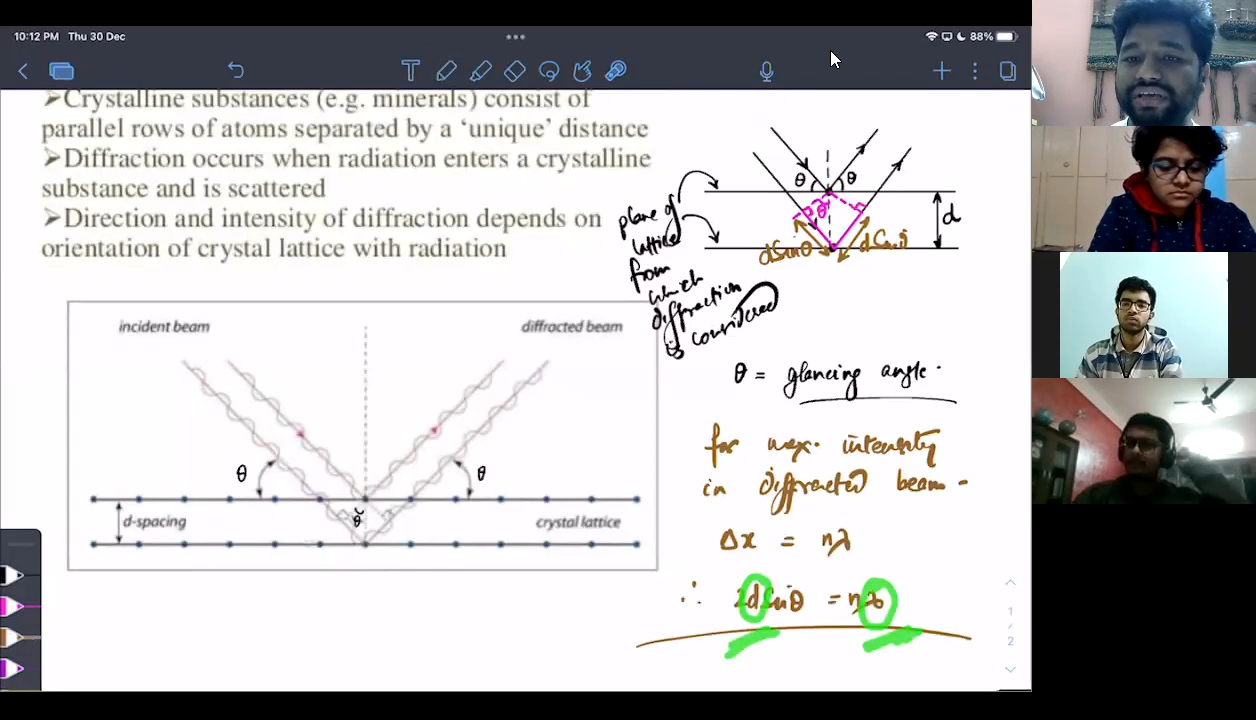 10:12 PM Thu 30 Dec
88%
➤Crystalline substances (e.g. minerals) consist of
parallel rows of atoms separated by a ‘unique’ distance
➤Diffraction occurs when radiation enters a crystalline
substance and is scattered
➤Direction and intensity of diffraction depends on
orientation of crystal lattice with radiation
θ θ
θ
d
dSinθ dSinθ
plane of
lattice
from
which
diffraction
is considered
incident beam diffracted beam
θ θ
d-spacing θ crystal lattice
θ = glancing angle.
for max. intensity
in diffracted beam.
Δx = nλ
∴ 2dSinθ = nλ
1
/
2